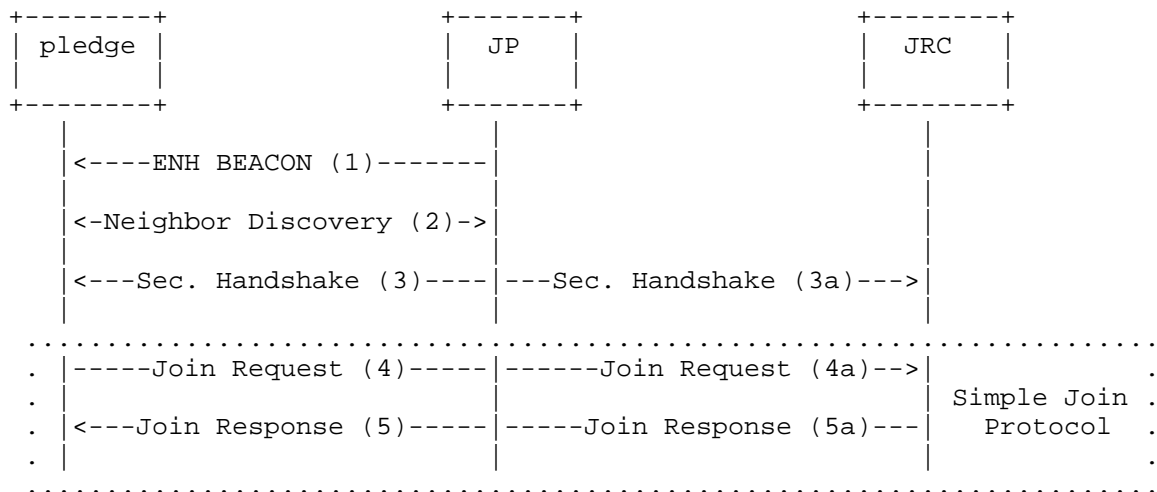 pledge JP JRC
<----ENH BEACON (1)-------
<-Neighbor Discovery (2)->
<---Sec. Handshake (3)---- ---Sec. Handshake (3a)--->
-----Join Request (4)----- ------Join Request (4a)-->
Simple Join
<---Join Response (5)----- -----Join Response (5a)--- Protocol